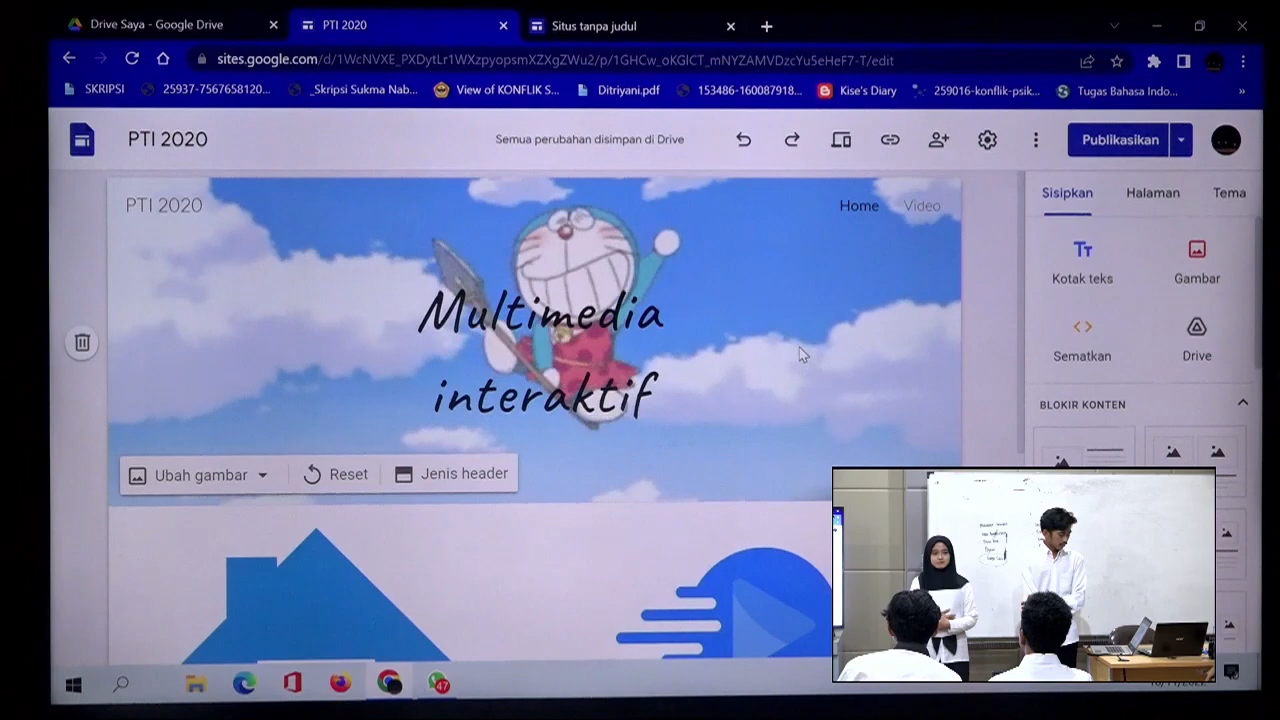 Drive Saya - Google Drive
PTI 2020
Situs tanpa judul
sites.google.com/d/1WcNVXE_PXDytLr1WXzpyopsmXZXgZWu2/p/1GHCw_oKGlCT_mNYZAMVDzcYu5eHeF7-T/edit
SKRIPSI
25937-7567658120...
_Skripsi Sukma Nab...
View of KONFLIK S...
Ditriyani.pdf
153486-160087918...
Kise's Diary
259016-konflik-psik...
Tugas Bahasa Indo...
»
PTI 2020
Semua perubahan disimpan di Drive
Publikasikan
PTI 2020
Home
Video
Sisipkan
Halaman
Tema
Kotak teks
Gambar
Sematkan
Drive
BLOKIR KONTEN
Multimedia
interaktif
Ubah gambar
Reset
Jenis header
47